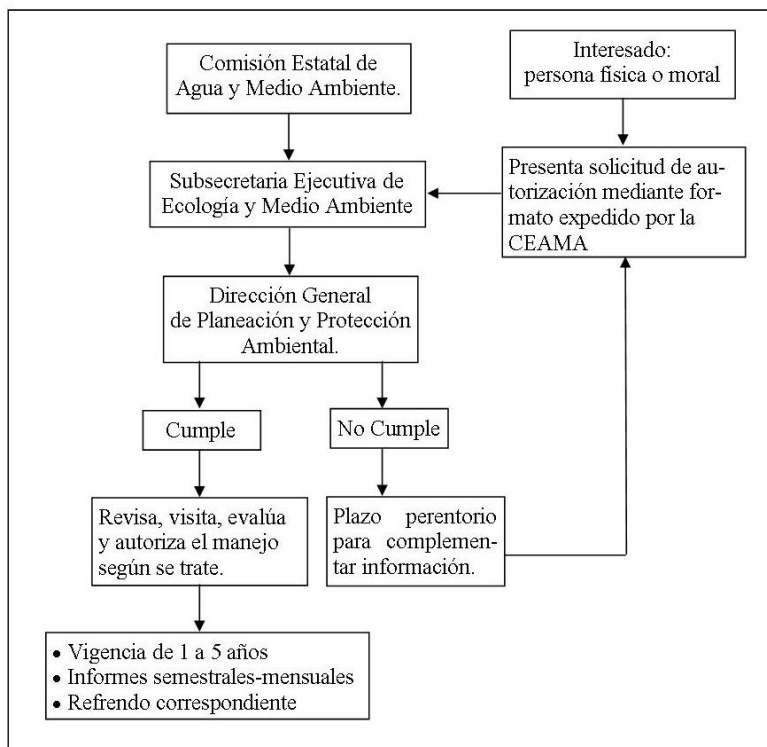 Comisión Estatal de
Agua y Medio Ambiente.
Interesado:
persona física o moral
Subsecretaria Ejecutiva de
Ecología y Medio Ambiente
Presenta solicitud de au-
torización mediante for-
mato expedido por la
CEAMA
Dirección General
de Planeación y Protección
Ambiental.
Cumple
No Cumple
Revisa, visita, evalúa
y autoriza el manejo
según se trate.
Plazo perentorio
para complemen-
tar información.
• Vigencia de 1 a 5 años
• Informes semestrales-mensuales
• Refrendo correspondiente